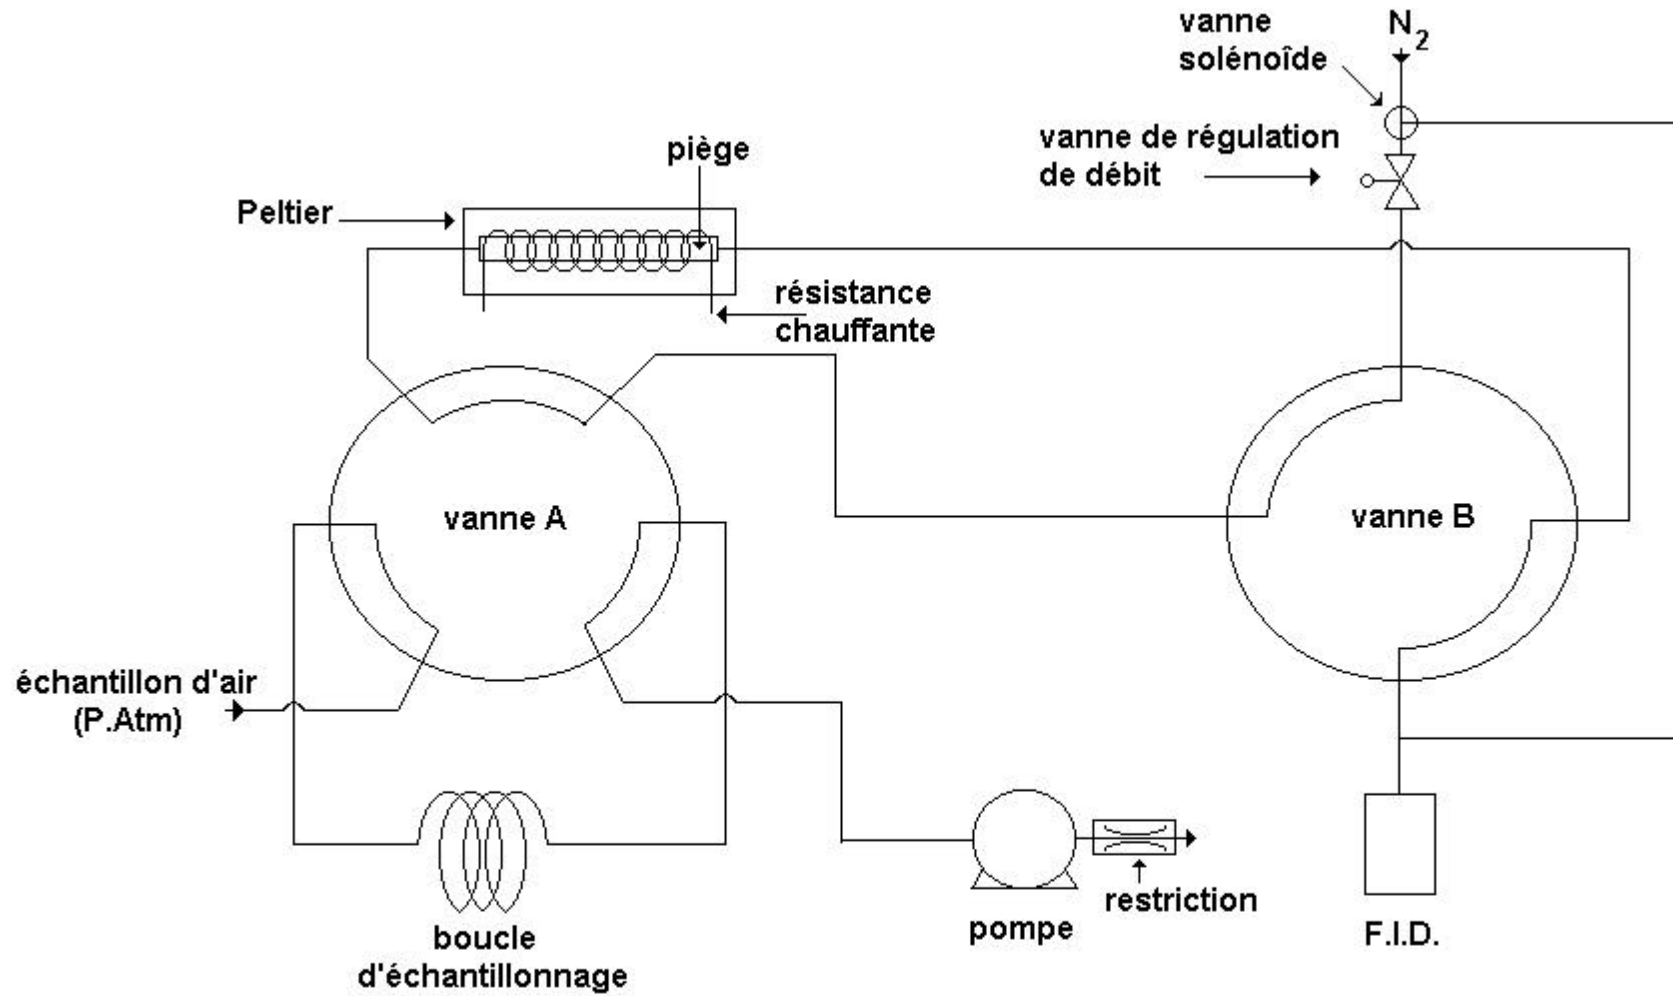 vanne
solénoîde
N2
vanne de régulation
de débit
piège
Peltier
résistance
chauffante
vanne A
vanne B
échantillon d'air
(P.Atm)
restriction
pompe
F.I.D.
boucle
d'échantillonnage